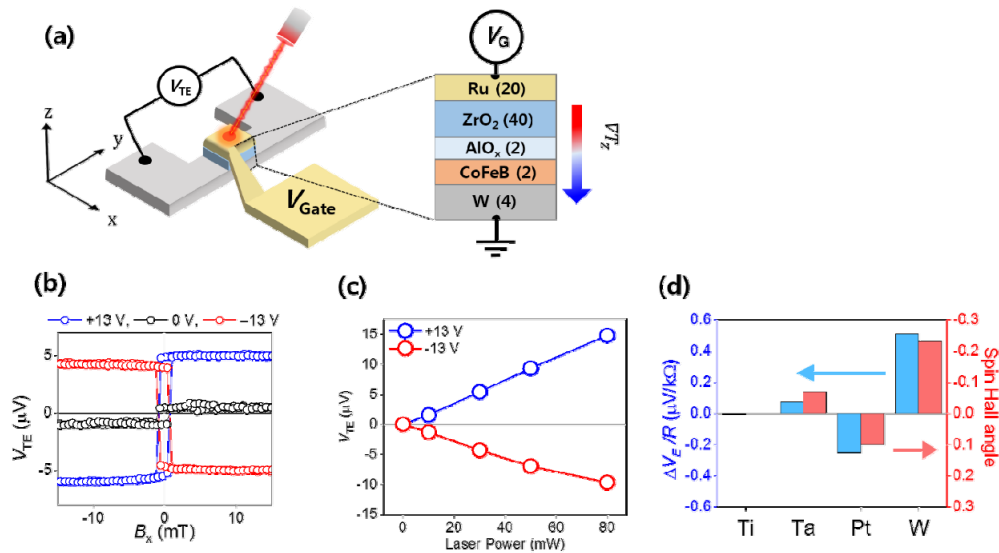 (a)
V_TE
z
y
x
V_Gate
V_G
Ru (20)
ZrO₂ (40)
AlOₓ (2)
CoFeB (2)
W (4)
∇T_z
(b)
+13 V, 0 V, −13 V
V_TE (μV)
5
0
-5
-10 0 10
Bₓ (mT)
(c)
+13 V
-13 V
V_TE (μV)
15
10
5
0
-5
-10
-15
0 20 40 60 80
Laser Power (mW)
(d)
ΔV_E/R (μV/kΩ)
0.6
0.4
0.2
0.0
-0.2
-0.4
-0.6
Ti Ta Pt W
-0.3
-0.2
-0.1
0.0
0.1
0.2
0.3
Spin Hall angle